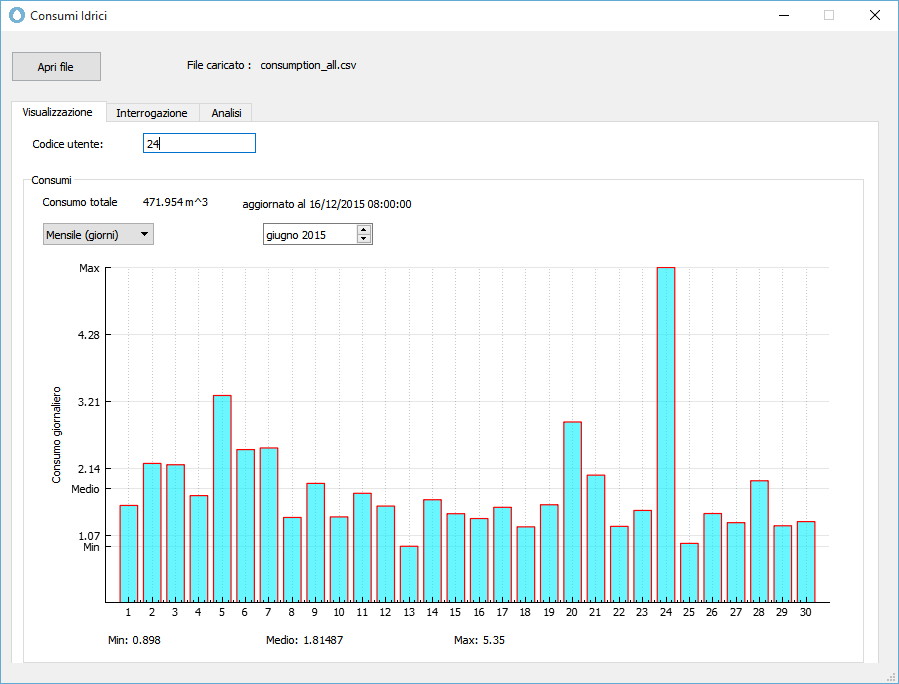 Consumi Idrici
Apri file
File caricato : consumption_all.csv
Visualizzazione Interrogazione Analisi
Codice utente: 24
Consumi
Consumo totale 471.954 m^3 aggiornato al 16/12/2015 08:00:00
Mensile (giorni) giugno 2015
Max
4.28
3.21
2.14
Medio
1.07
Min
Consumo giornaliero
1 2 3 4 5 6 7 8 9 10 11 12 13 14 15 16 17 18 19 20 21 22 23 24 25 26 27 28 29 30
Min: 0.898 Medio: 1.81487 Max: 5.35